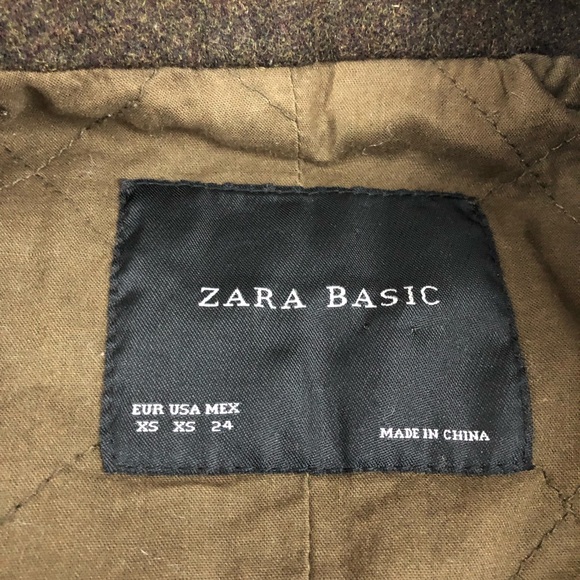 ZARA BASIC
EUR USA MEX
XS XS 24
MADE IN CHINA